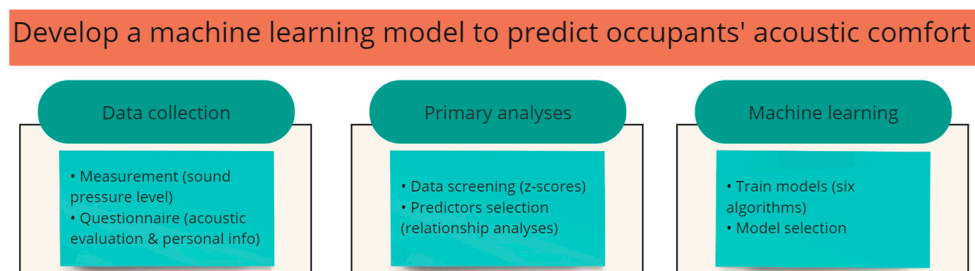 Develop a machine learning model to predict occupants' acoustic comfort
Data collection
• Measurement (sound
pressure level)
• Questionnaire (acoustic
evaluation & personal info)
Primary analyses
• Data screening (z-scores)
• Predictors selection
(relationship analyses)
Machine learning
• Train models (six
algorithms)
• Model selection